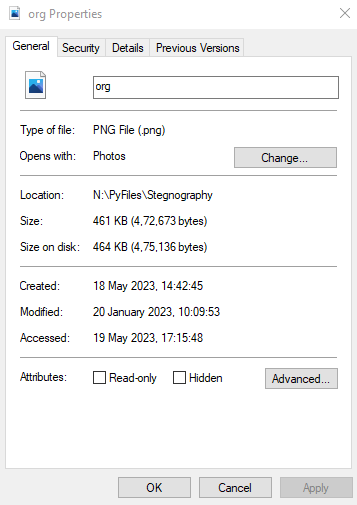 org Properties
General Security Details Previous Versions
org
Type of file: PNG File (.png)
Opens with: Photos Change...
Location: N:\PyFiles\Stegnography
Size: 461 KB (4,72,673 bytes)
Size on disk: 464 KB (4,75,136 bytes)
Created: 18 May 2023, 14:42:45
Modified: 20 January 2023, 10:09:53
Accessed: 19 May 2023, 17:15:48
Attributes: Read-only Hidden Advanced...
OK Cancel Apply